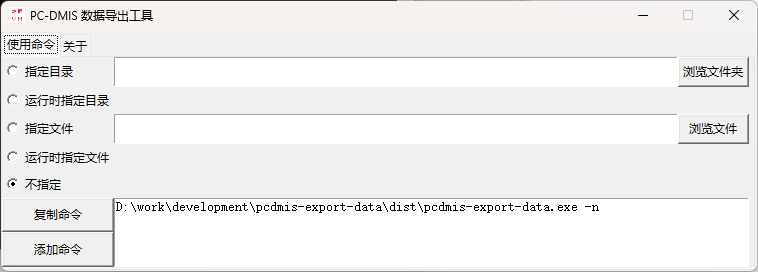 PC-DMIS 数据导出工具
使用命令 关于
指定目录 浏览文件夹
运行时指定目录
指定文件 浏览文件
运行时指定文件
不指定
复制命令 D:\work\development\pcdmis-export-data\dist\pcdmis-export-data.exe -n
添加命令